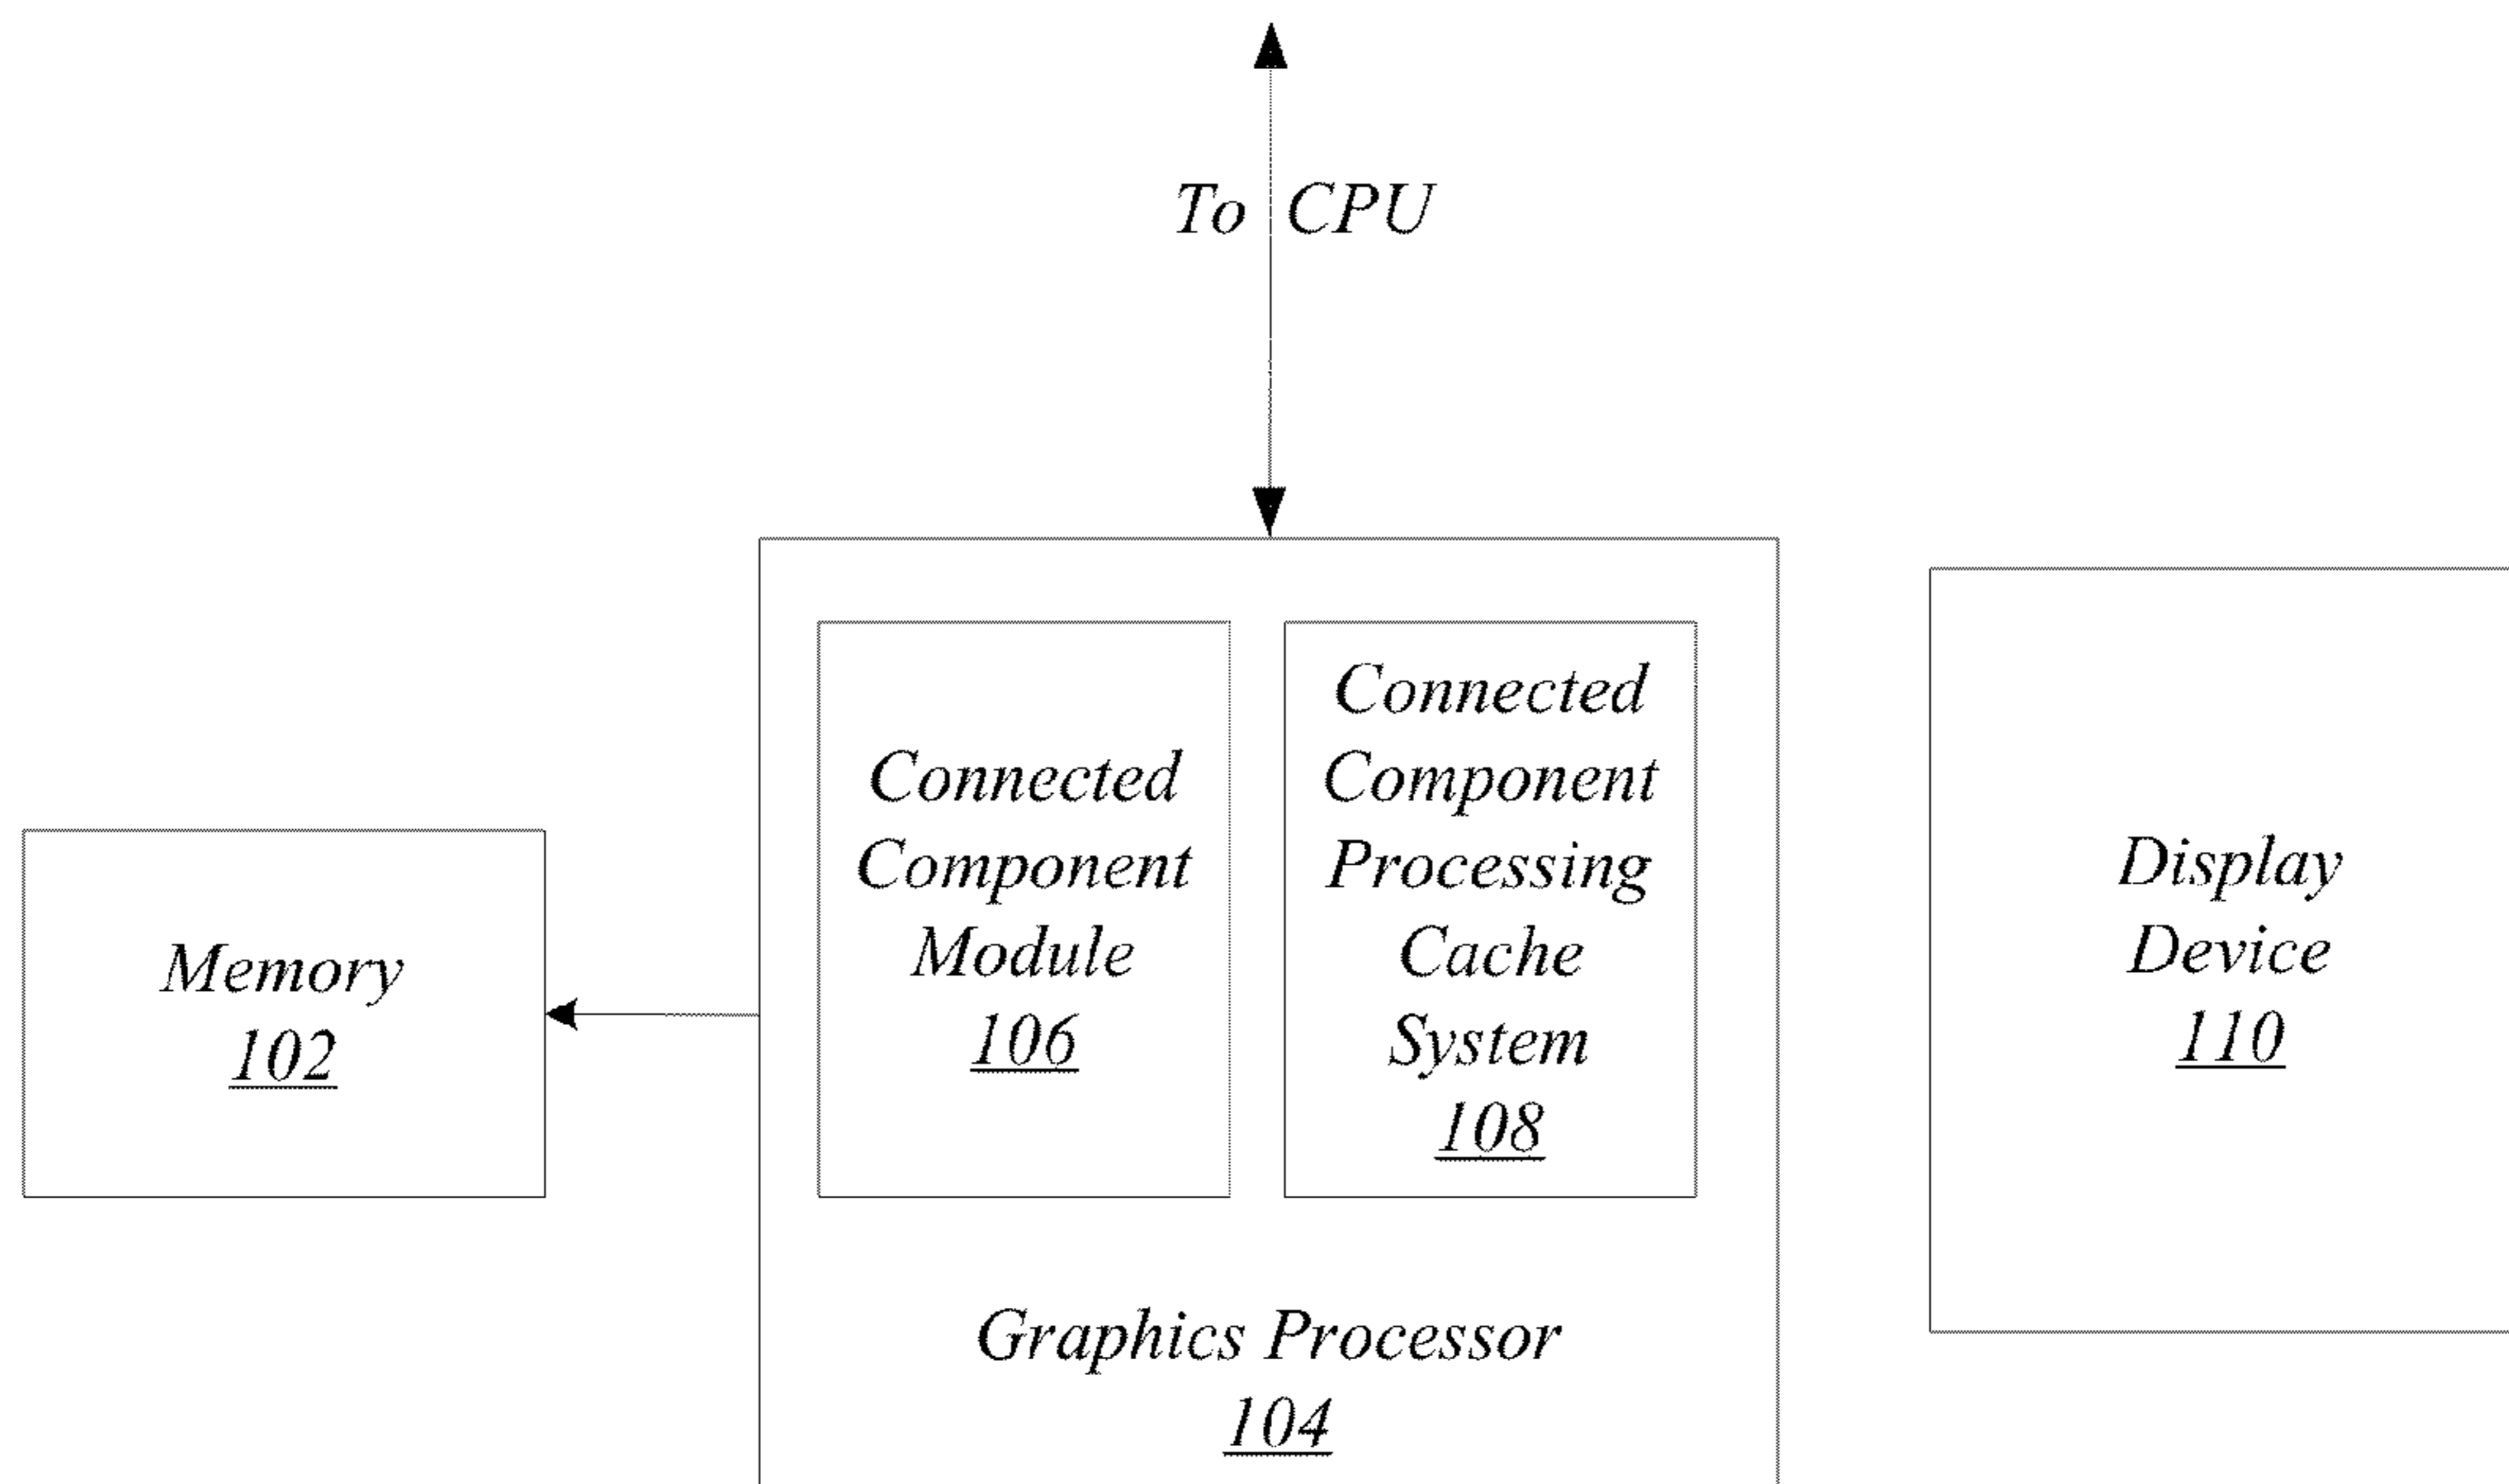 To CPU
Memory
102
Connected
Component
Module
106
Connected
Component
Processing
Cache
System
108
Graphics Processor
104
Display
Device
110